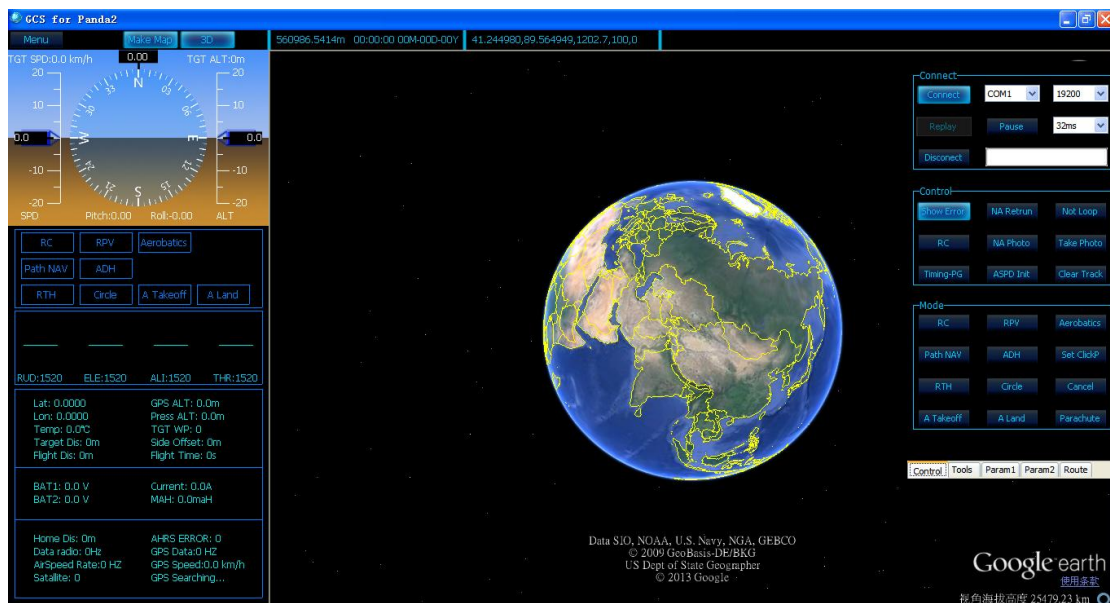 GCS for Panda2
Menu Make Map 3D 560986.5414m 00:00:00 00M-00D-00Y 41.244980,89.564949,1202.7,100,0
TGT SPD:0.0 km/h 0.00 TGT ALT:0m
20 N 20
33 03
10 30 06 10
0.0 W E 0.0
-10 24 12 -10
21 S 15
-20 -20
SPD Pitch:0.00 Roll:-0.00 ALT
RC RPV Aerobatics
Path NAV ADH
RTH Circle A Takeoff A Land
RUD:1520 ELE:1520 ALI:1520 THR:1520
Lat: 0.0000 GPS ALT: 0.0m
Lon: 0.0000 Press ALT: 0.0m
Temp: 0.0℃ TGT WP: 0
Target Dis: 0m Side Offset: 0m
Flight Dis: 0m Flight Time: 0s
BAT1: 0.0 V Current: 0.0A
BAT2: 0.0 V MAH: 0.0maH
Home Dis: 0m AHRS ERROR: 0
Data radio: 0Hz GPS Data:0 HZ
AirSpeed Rate:0 HZ GPS Speed:0.0 km/h
Satallite: 0 GPS Searching...
Connect
Connect COM1 19200
Replay Pause 32ms
Disconect
Control
Show Error NA Retrun Not Loop
RC NA Photo Take Photo
Timing-PG ASPD Init Clear Track
Mode
RC RPV Aerobatics
Path NAV ADH Set ClickP
RTH Circle Cancel
A Takeoff A Land Parachute
Control Tools Param1 Param2 Route
Data SIO, NOAA, U.S. Navy, NGA, GEBCO
© 2009 GeoBasis-DE/BKG
US Dept of State Geographer
© 2013 Google
Google earth
使用条款
视角海拔高度 25479.23 km